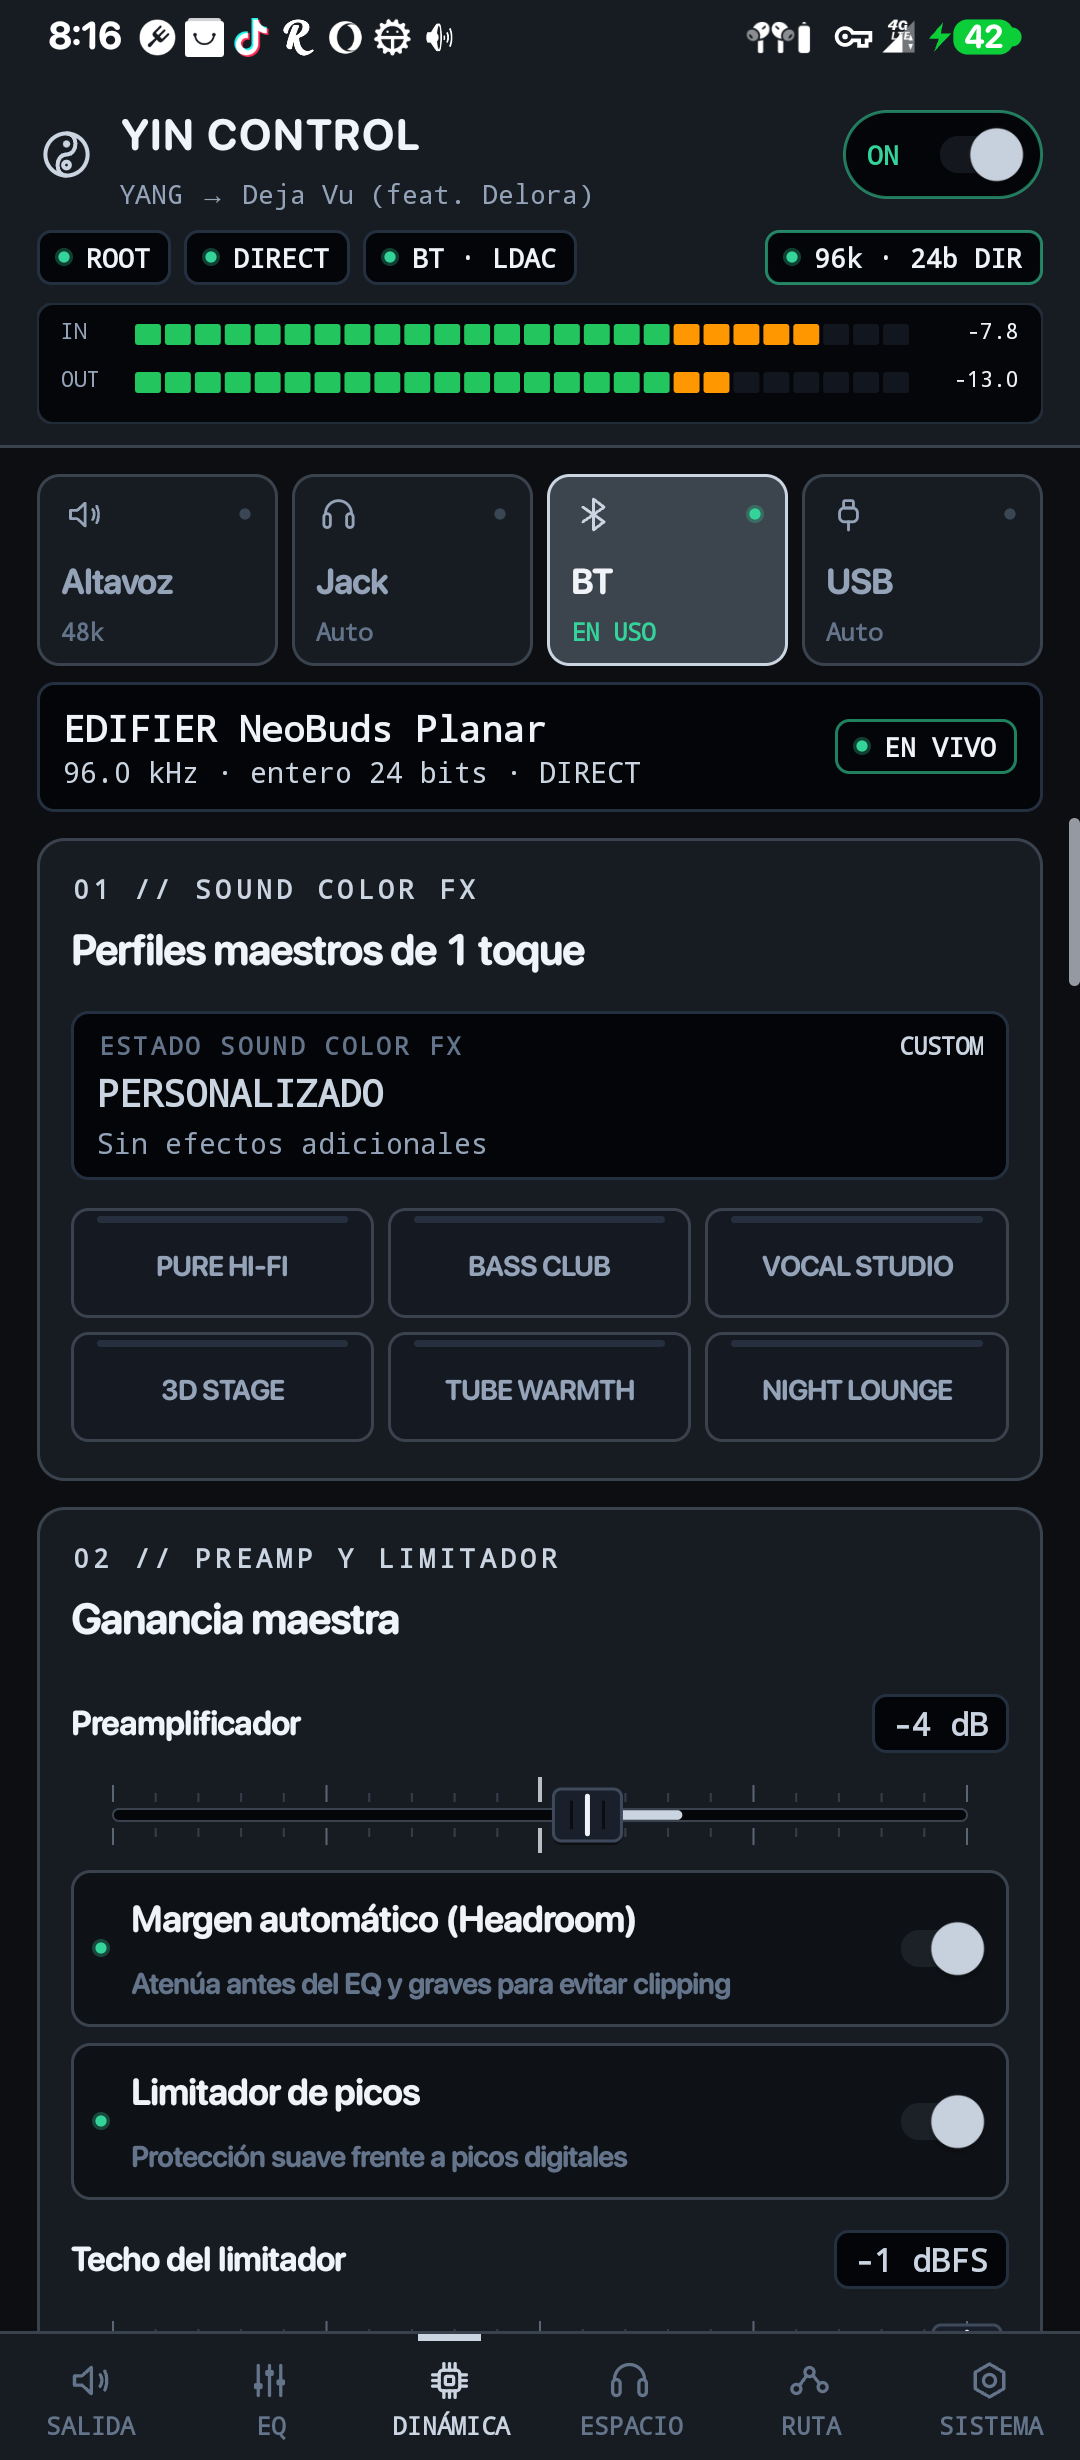 8:16
4G
LTE
42
YIN CONTROL
YANG → Deja Vu (feat. Delora)
ON
ROOT
DIRECT
BT · LDAC
96k · 24b DIR
IN
-7.8
OUT
-13.0
Altavoz
48k
Jack
Auto
BT
EN USO
USB
Auto
EDIFIER NeoBuds Planar
96.0 kHz · entero 24 bits · DIRECT
EN VIVO
01 // SOUND COLOR FX
Perfiles maestros de 1 toque
ESTADO SOUND COLOR FX
CUSTOM
PERSONALIZADO
Sin efectos adicionales
PURE HI-FI
BASS CLUB
VOCAL STUDIO
3D STAGE
TUBE WARMTH
NIGHT LOUNGE
02 // PREAMP Y LIMITADOR
Ganancia maestra
Preamplificador
-4 dB
Margen automático (Headroom)
Atenúa antes del EQ y graves para evitar clipping
Limitador de picos
Protección suave frente a picos digitales
Techo del limitador
-1 dBFS
SALIDA
EQ
DINÁMICA
ESPACIO
RUTA
SISTEMA